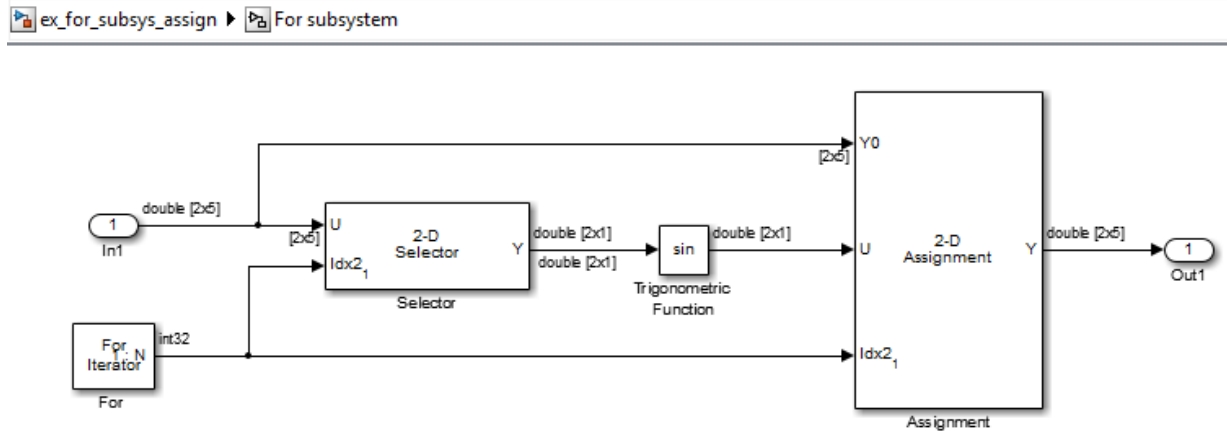 ex_for_subsys_assign ▶ For subsystem
Y0
[2x5]
double [2x5]
1
In1
U
[2x5]
2-D
Selector
Y
Idx2
1
Selector
double [2x1]
double [2x1]
sin
Trigonometric
Function
double [2x1]
U
2-D
Assignment
Y
double [2x5]
1
Out1
For
Iterator
1 : N
int32
For
Idx2
1
Assignment